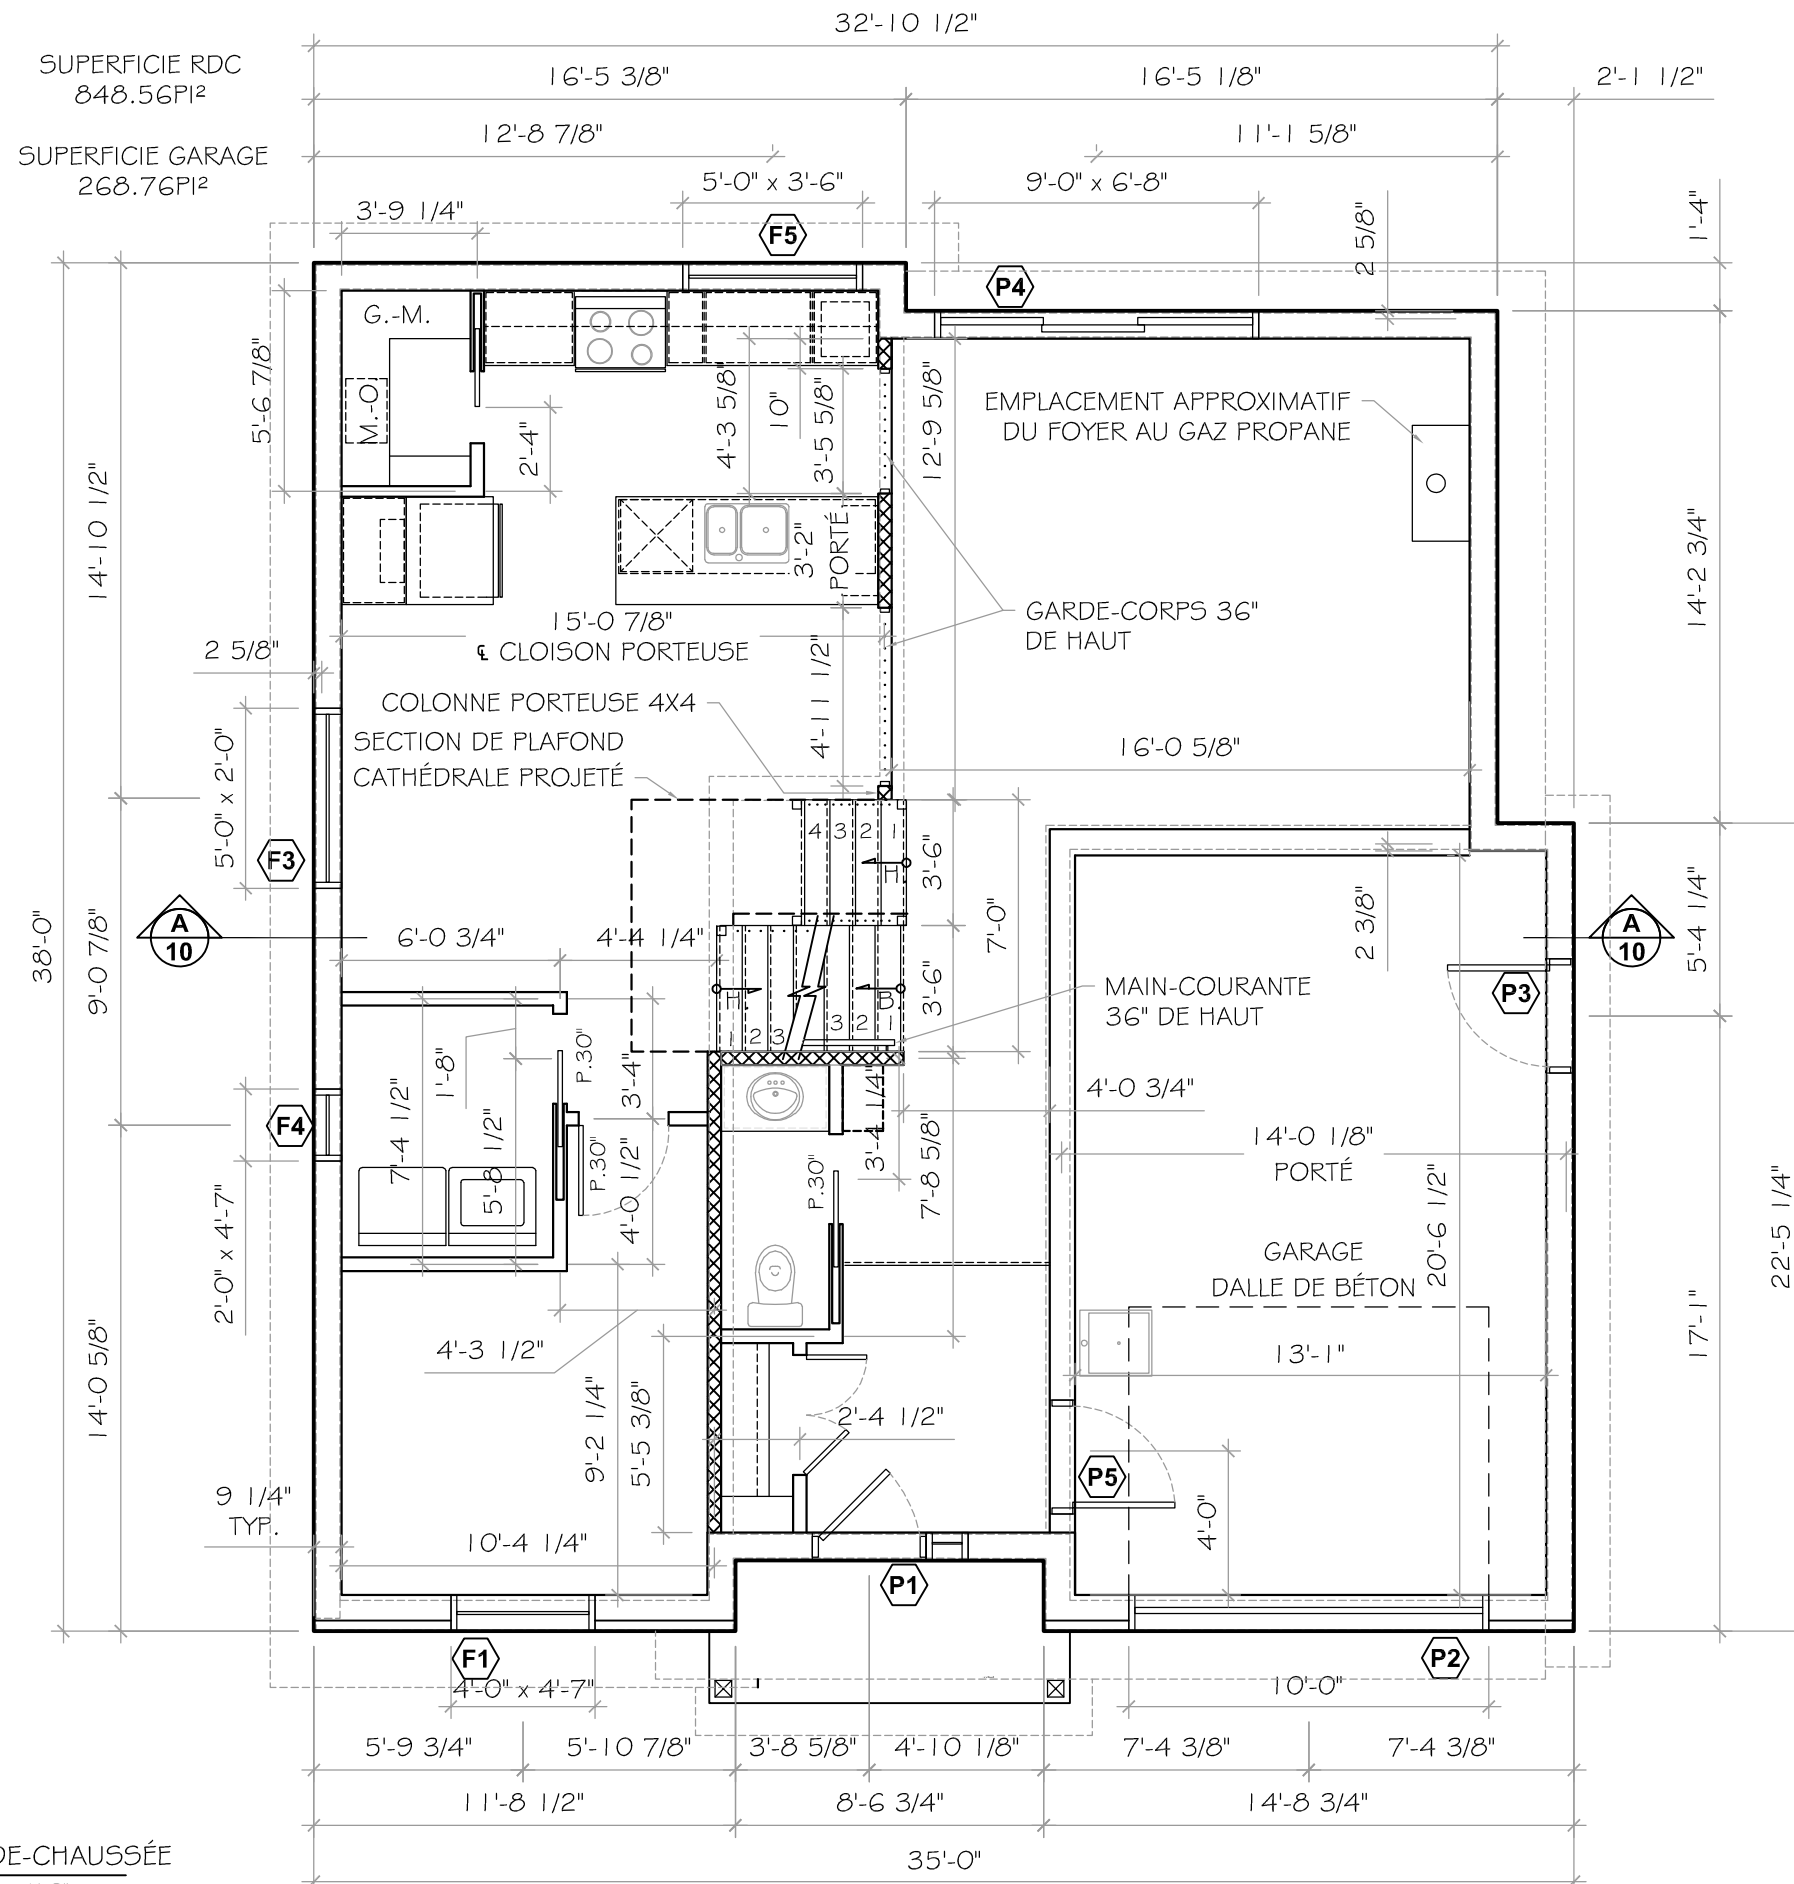 32'-10 1/2"
SUPERFICIE RDC
848.56PI²
16'-5 3/8"
16'-5 1/8"
2'-1 1/2"
12'-8 7/8"
11'-1 5/8"
SUPERFICIE GARAGE
268.76PI²
5'-0" x 3'-6"
9'-0" x 6'-8"
3'-9 1/4"
F5
2 5/8"
1'-4"
P4
G.-M.
5'-6 7/8"
M.-O.
2'-4"
4'-3 5/8"
10"
3'-5 5/8"
12'-9 5/8"
EMPLACEMENT APPROXIMATIF
DU FOYER AU GAZ PROPANE
14'-10 1/2"
3'-2"
PORTÉ
14'-2 3/4"
GARDE-CORPS 36"
DE HAUT
15'-0 7/8"
℄ CLOISON PORTEUSE
2 5/8"
4'-11 1/2"
COLONNE PORTEUSE 4X4
SECTION DE PLAFOND
CATHÉDRALE PROJETÉ
16'-0 5/8"
5'-0" x 2'-0"
F3
4 3 2 1
H.
3'-6"
7'-0"
2 3/8"
5'-4 1/4"
A
10
A
10
38'-0"
9'-0 7/8"
6'-0 3/4"
4'-4 1/4"
H.
B.
3'-6"
1 2 3
3 2 1
MAIN-COURANTE
36" DE HAUT
P3
1'-8"
P.30"
3'-4"
7'-4 1/2"
5'-8 1/2"
F4
P.30"
4'-0 1/2"
2'-0" x 4'-7"
P.30"
3'-4 1/4"
7'-8 5/8"
4'-0 3/4"
14'-0 1/8"
PORTÉ
20'-6 1/2"
22'-5 1/4"
GARAGE
DALLE DE BÉTON
14'-0 5/8"
4'-3 1/2"
13'-1"
17'-1"
9'-2 1/4"
5'-5 3/8"
2'-4 1/2"
P5
4'-0"
9 1/4"
TYP.
10'-4 1/4"
P1
F1
P2
4'-0" x 4'-7"
10'-0"
5'-9 3/4"
5'-10 7/8"
3'-8 5/8"
4'-10 1/8"
7'-4 3/8"
7'-4 3/8"
11'-8 1/2"
8'-6 3/4"
14'-8 3/4"
DE-CHAUSSÉE
35'-0"